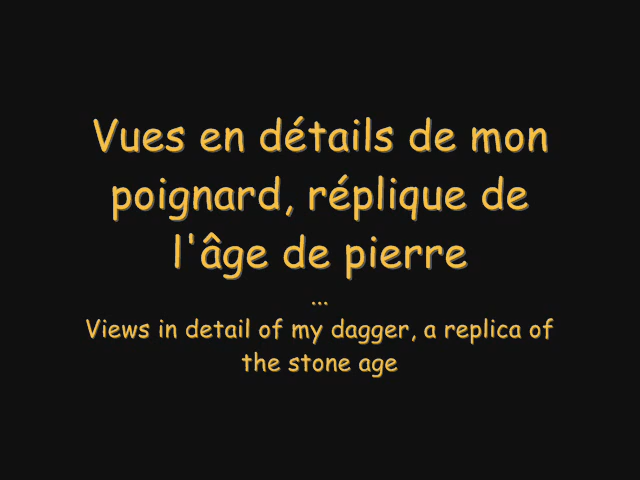 Vues en détails de mon
poignard, réplique de
l'âge de pierre
...
Views in detail of my dagger, a replica of
the stone age